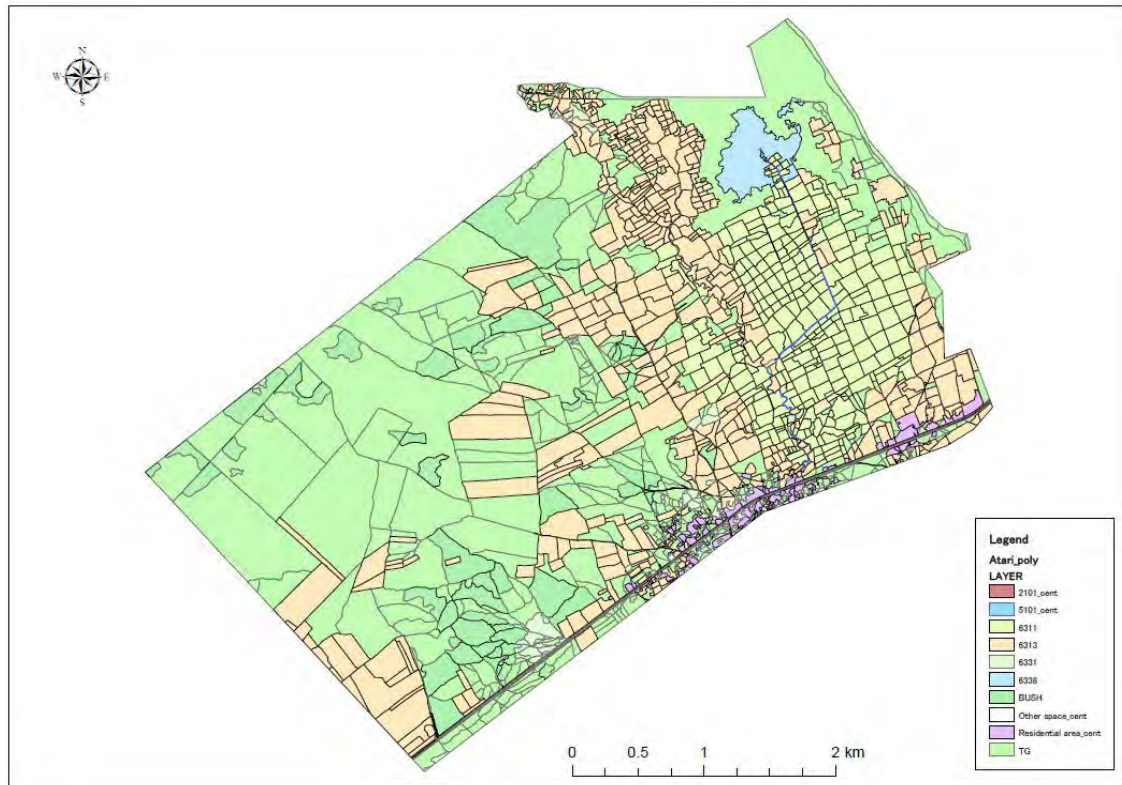 N
W E
S
0 0.5 1 2 km
Legend
Atari_poly
LAYER
2101_cent
5101_cent
6311
6313
6331
6336
BUSH
Other space_cent
Residential area_cent
TG